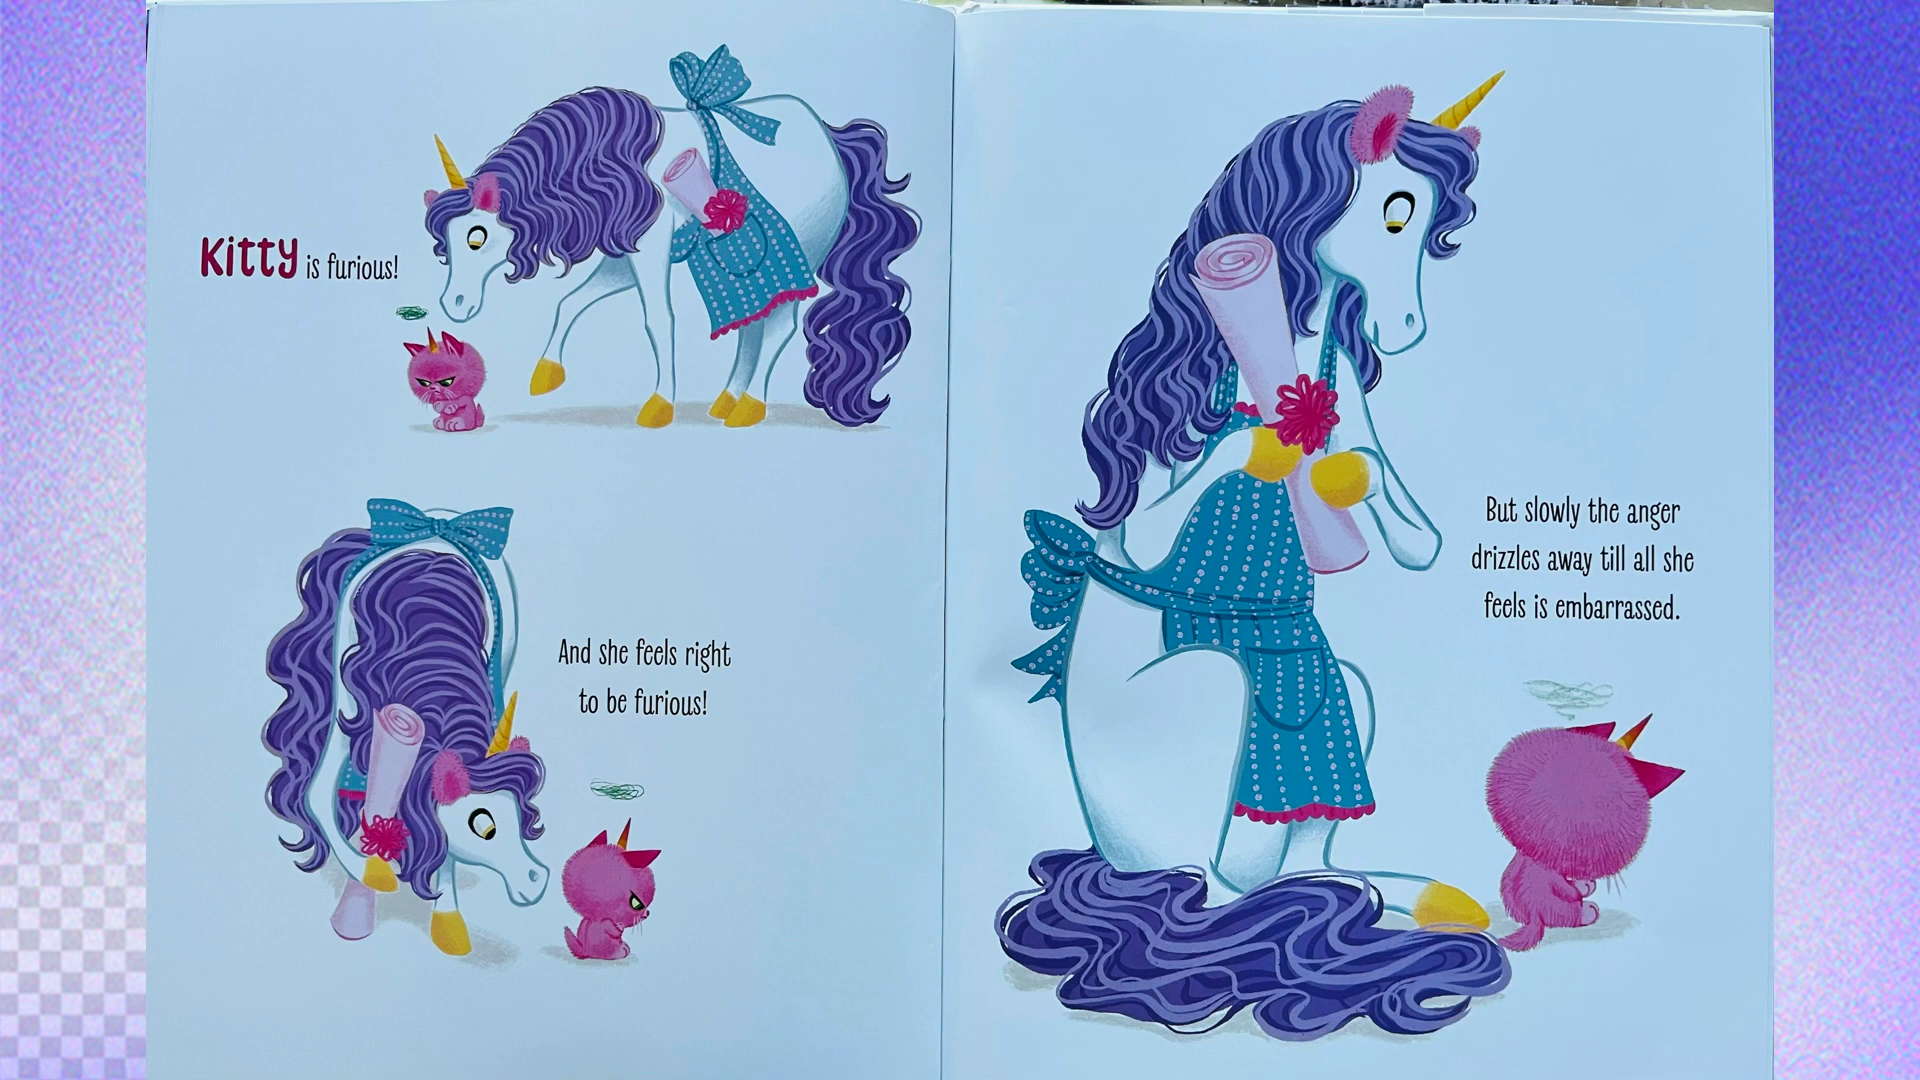 Kitty is furious!
And she feels right
to be furious!
But slowly the anger
drizzles away till all she
feels is embarrassed.